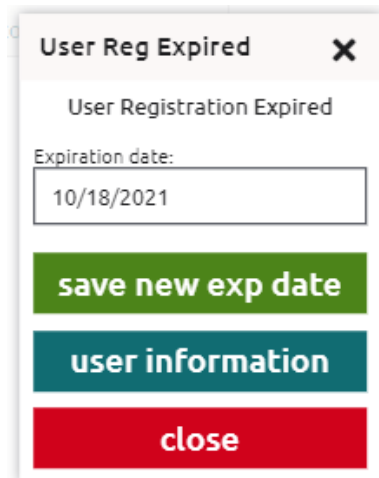 User Reg Expired
User Registration Expired
Expiration date:
10/18/2021
save new exp date
user information
close